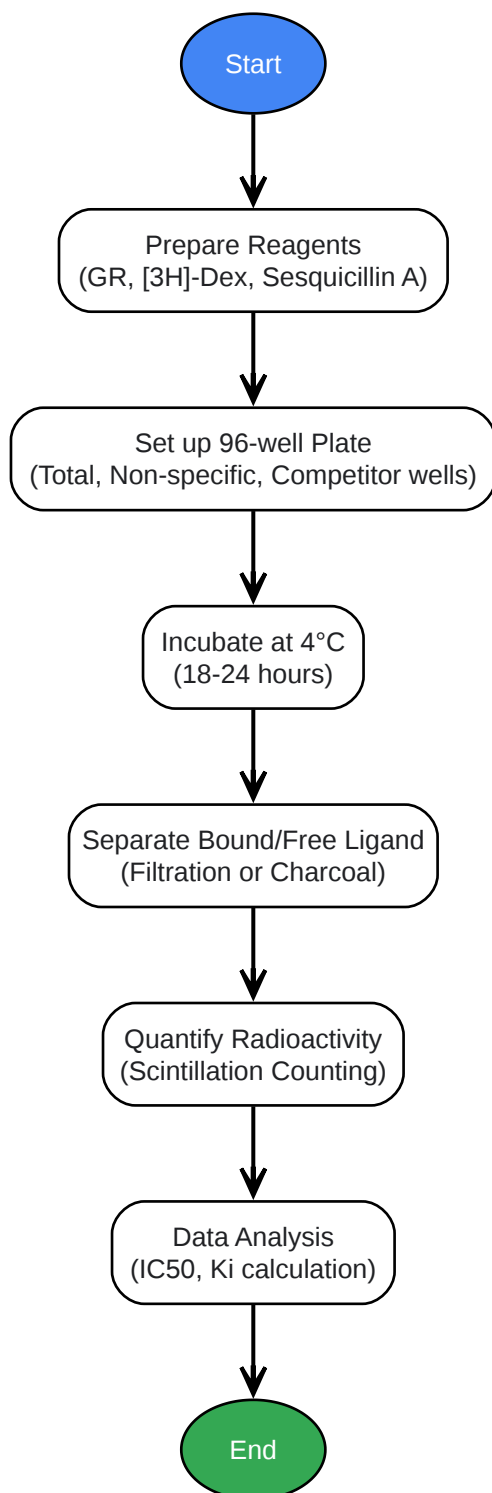 Start
Prepare Reagents
(GR, [3H]-Dex, Sesquicillin A)
Set up 96-well Plate
(Total, Non-specific, Competitor wells)
Incubate at 4°C
(18-24 hours)
Separate Bound/Free Ligand
(Filtration or Charcoal)
Quantify Radioactivity
(Scintillation Counting)
Data Analysis
(IC50, Ki calculation)
End